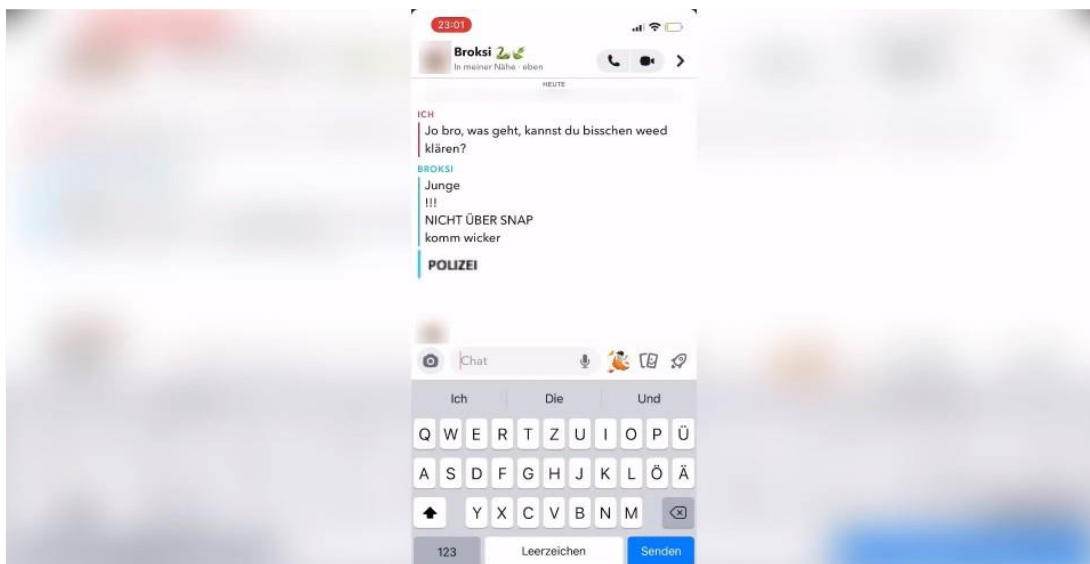 23:01
Broksi
In meiner Nähe · eben
HEUTE
ICH
Jo bro, was geht, kannst du bisschen weed
klären?
BROKSI
Junge
!!!
NICHT ÜBER SNAP
komm wicker
POLIZEI
Chat
Ich Die Und
Q W E R T Z U I O P Ü
A S D F G H J K L Ö Ä
Y X C V B N M
123 Leerzeichen Senden